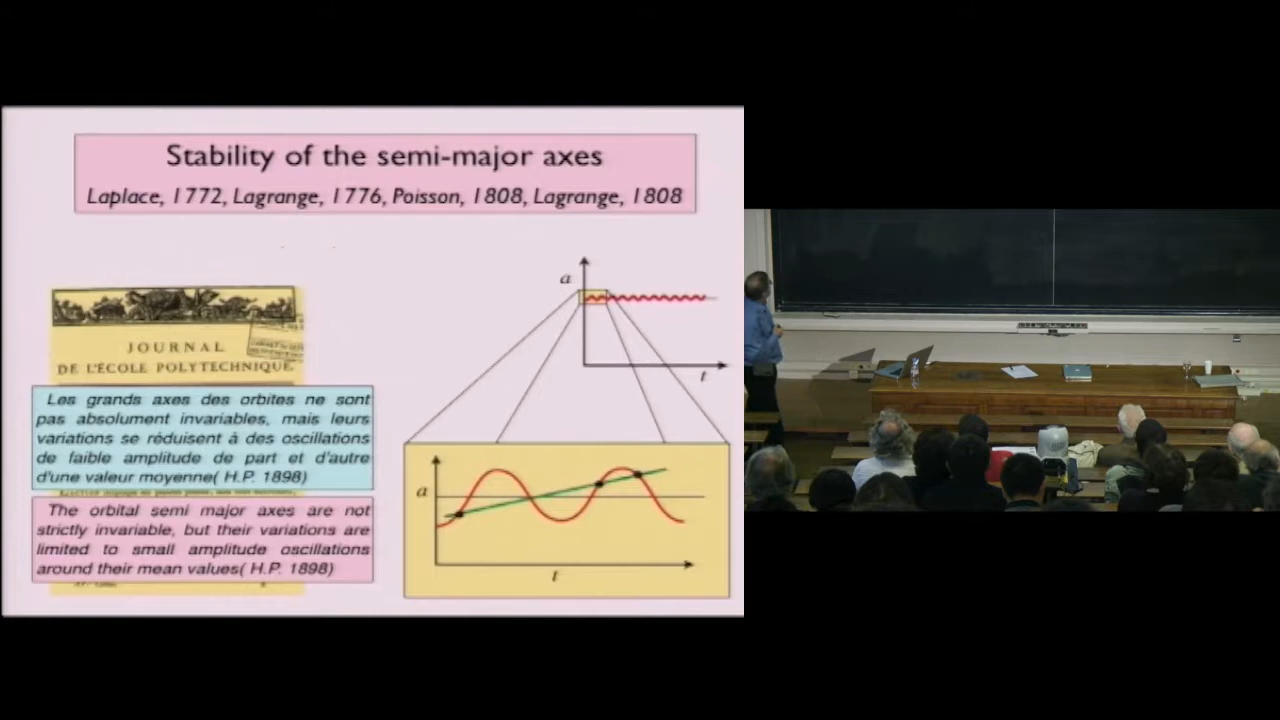 Stability of the semi-major axes
Laplace, 1772, Lagrange, 1776, Poisson, 1808, Lagrange, 1808
JOURNAL
DE L'ÉCOLE POLYTECHNIQUE.
Les grands axes des orbites ne sont
pas absolument invariables, mais leurs
variations se réduisent à des oscillations
de faible amplitude de part et d'autre
d'une valeur moyenne( H.P. 1898)
The orbital semi major axes are not
strictly invariable, but their variations are
limited to small amplitude oscillations
around their mean values( H.P. 1898)
a
t
a
t